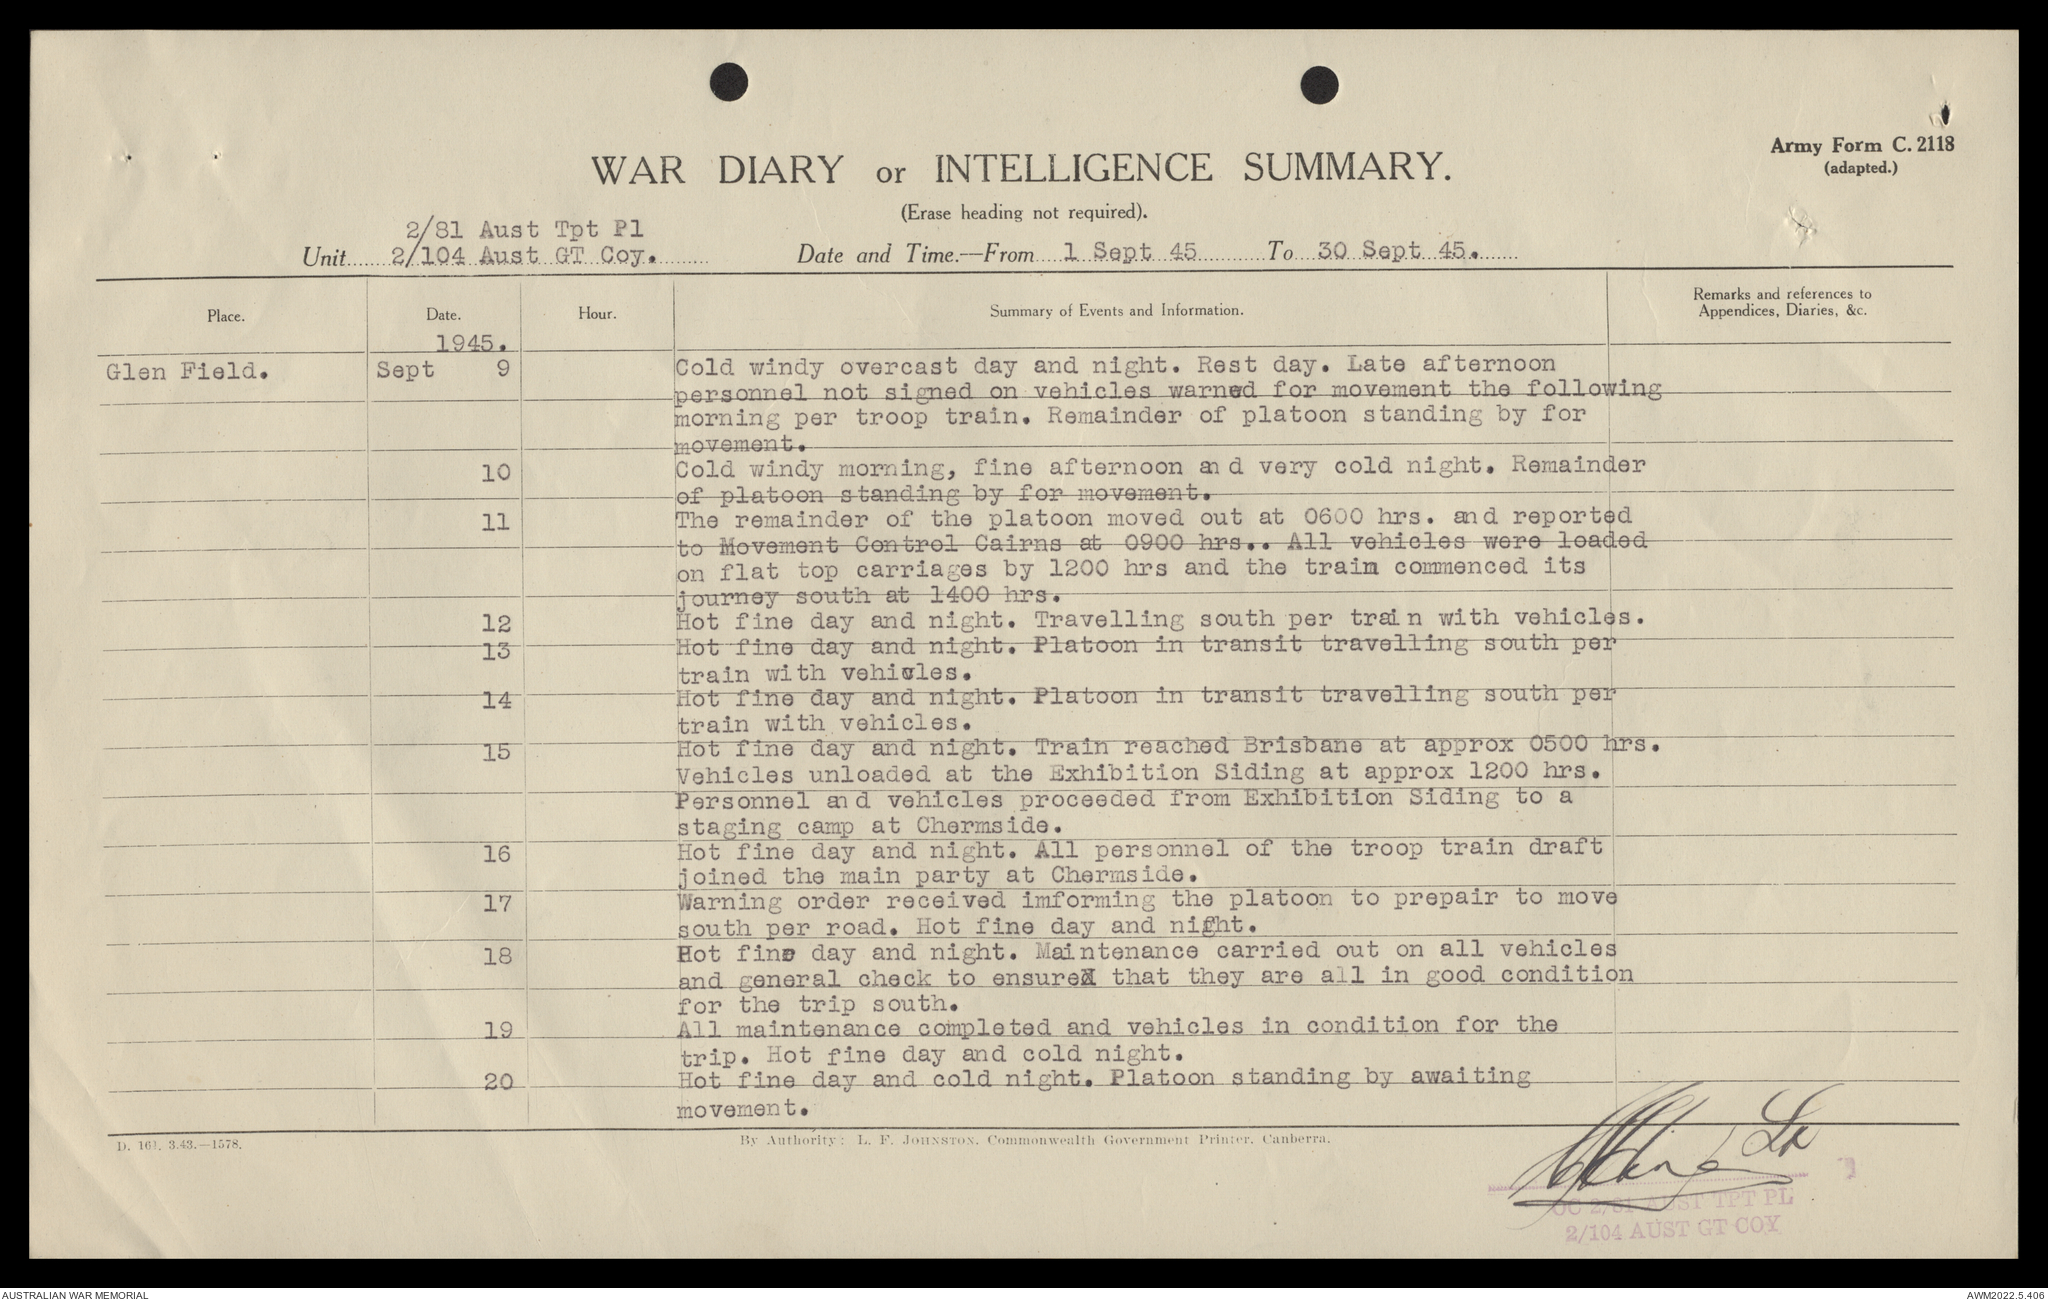 Army Form C. 2118
(adapted.)
WAR DIARY or INTELLIGENCE SUMMARY.
(Erase heading not required).
2/81 Aust Tpt Pl
Unit 2/104 Aust GT Coy. Date and Time.—From 1 Sept 45 To 30 Sept 45.
Place. Date. Hour. Summary of Events and Information. Remarks and references to Appendices, Diaries, &c.
1945.
Glen Field. Sept 9 Cold windy overcast day and night. Rest day. Late afternoon
personnel not signed on vehicles warned for movement the following
morning per troop train. Remainder of platoon standing by for
movement.
10 Cold windy morning, fine afternoon and very cold night. Remainder
of platoon standing by for movement.
11 The remainder of the platoon moved out at 0600 hrs. and reported
to Movement Control Cairns at 0900 hrs.. All vehicles were loaded
on flat top carriages by 1200 hrs and the train commenced its
journey south at 1400 hrs.
12 Hot fine day and night. Travelling south per train with vehicles.
13 Hot fine day and night. Platoon in transit travelling south per
train with vehicles.
14 Hot fine day and night. Platoon in transit travelling south per
train with vehicles.
15 Hot fine day and night. Train reached Brisbane at approx 0500 hrs.
Vehicles unloaded at the Exhibition Siding at approx 1200 hrs.
Personnel and vehicles proceeded from Exhibition Siding to a
staging camp at Chermside.
16 Hot fine day and night. All personnel of the troop train draft
joined the main party at Chermside.
17 Warning order received imforming the platoon to prepair to move
south per road. Hot fine day and night.
18 Hot fine day and night. Maintenance carried out on all vehicles
and general check to ensure that they are all in good condition
for the trip south.
19 All maintenance completed and vehicles in condition for the
trip. Hot fine day and cold night.
20 Hot fine day and cold night. Platoon standing by awaiting
movement.
D. 161. 3.43.—1578. By Authority: L. F. JOHNSTON, Commonwealth Government Printer, Canberra.
Lt
OC 2/81 AUST TPT PL
2/104 AUST GT COY
AUSTRALIAN WAR MEMORIAL AWM2022.5.406